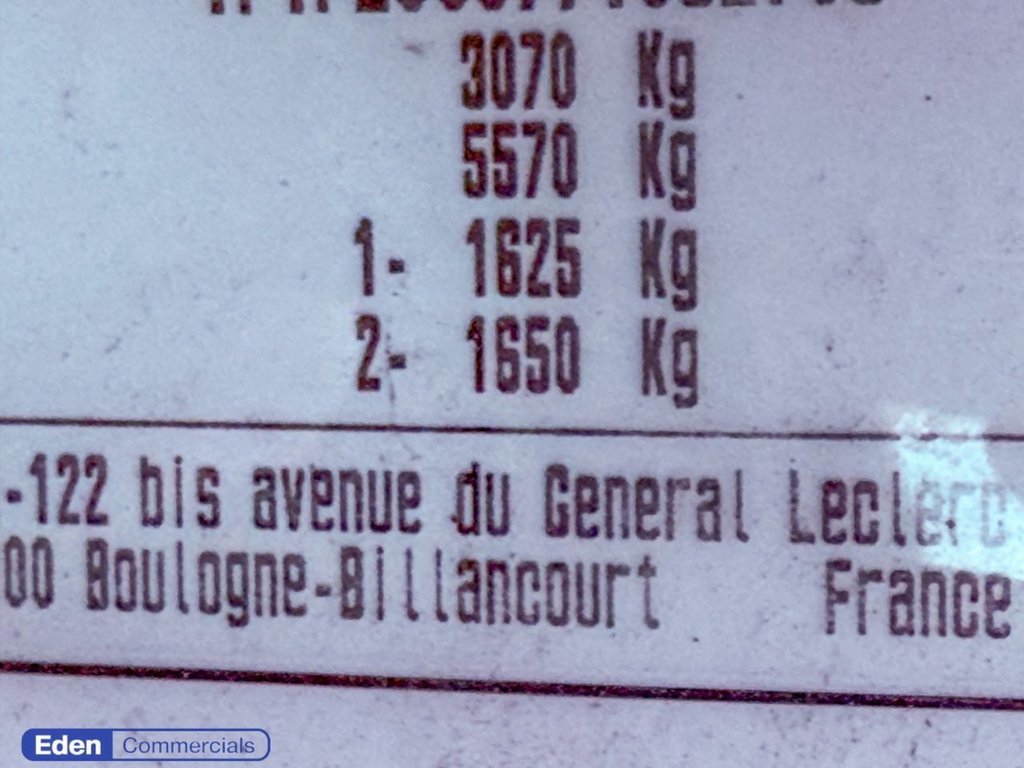 3070 Kg
5570 Kg
1- 1625 Kg
2- 1650 Kg
-122 bis avenue du General Leclerc
00 Boulogne-Billancourt France
Eden Commercials